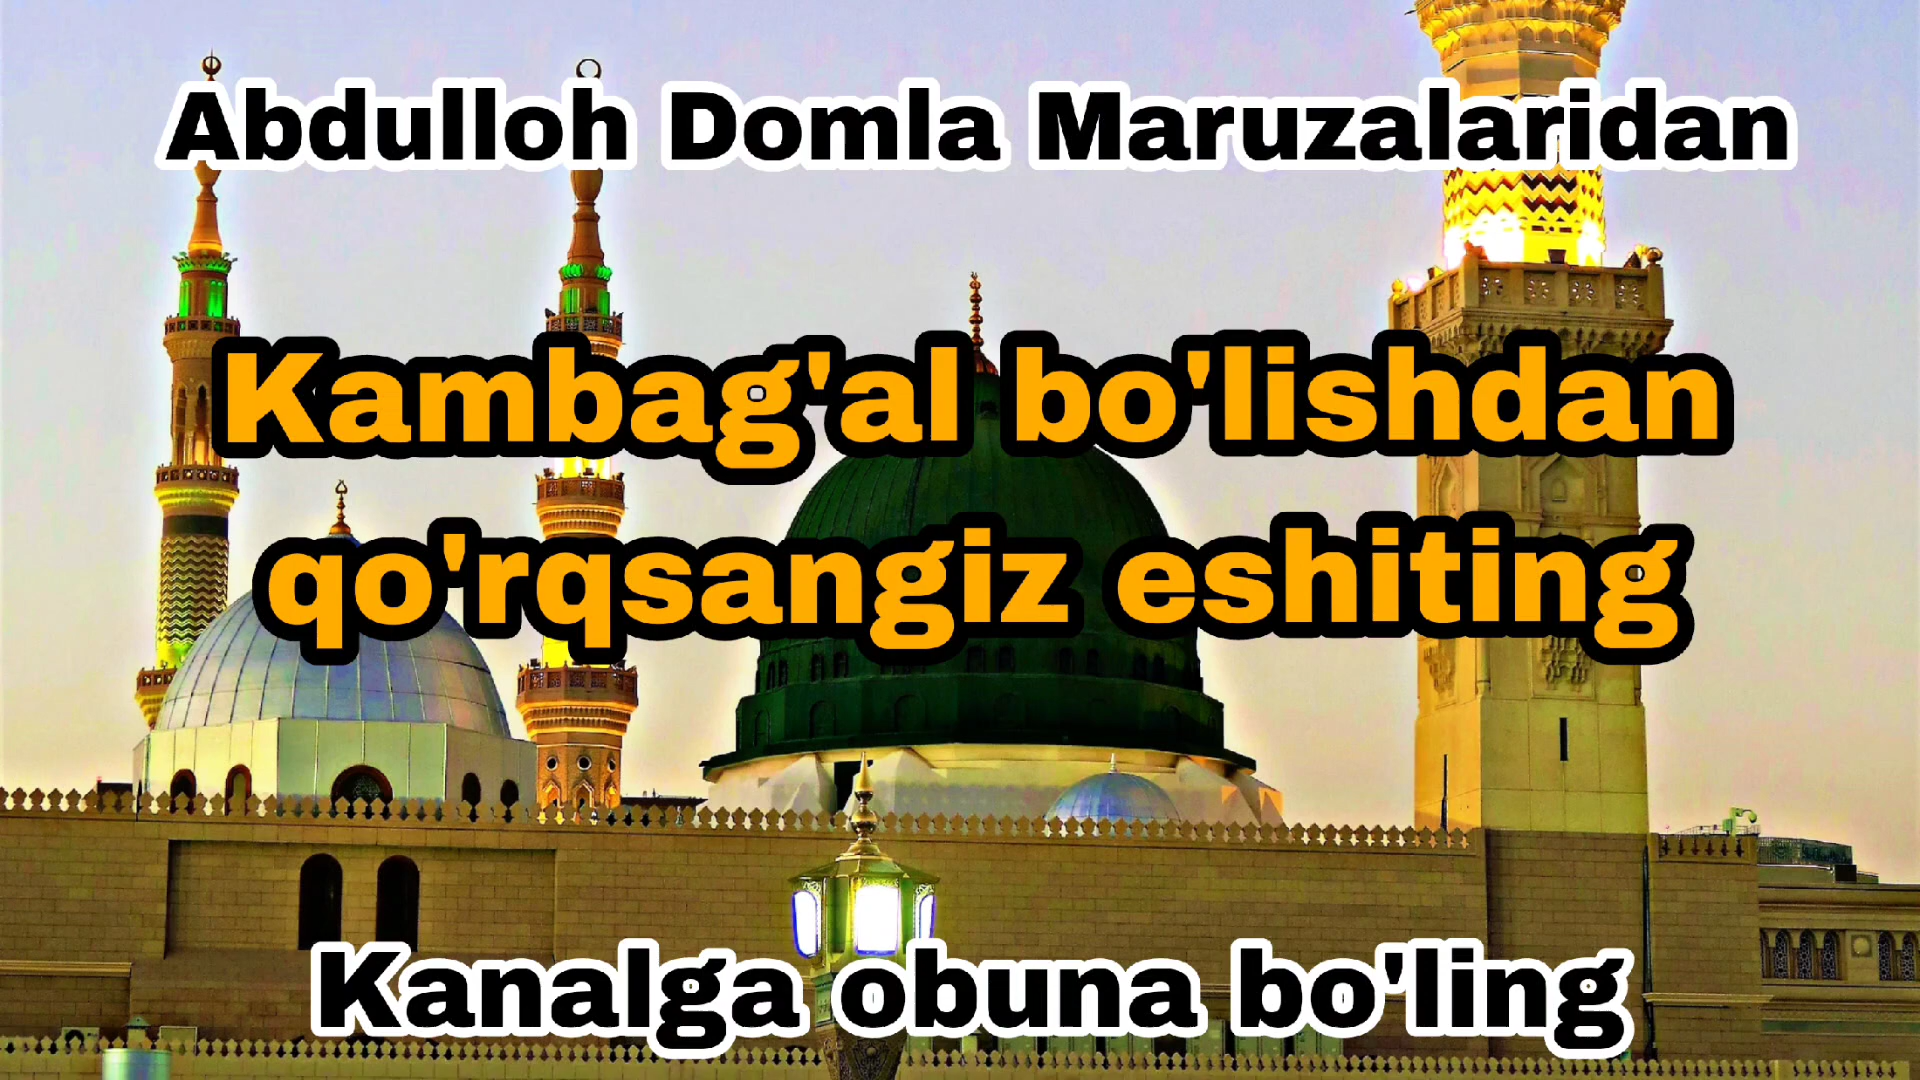 Abdulloh Domla Maruzalaridan
Kambag'al bo'lishdan
qo'rqsangiz eshiting
Kanalga obuna bo'ling